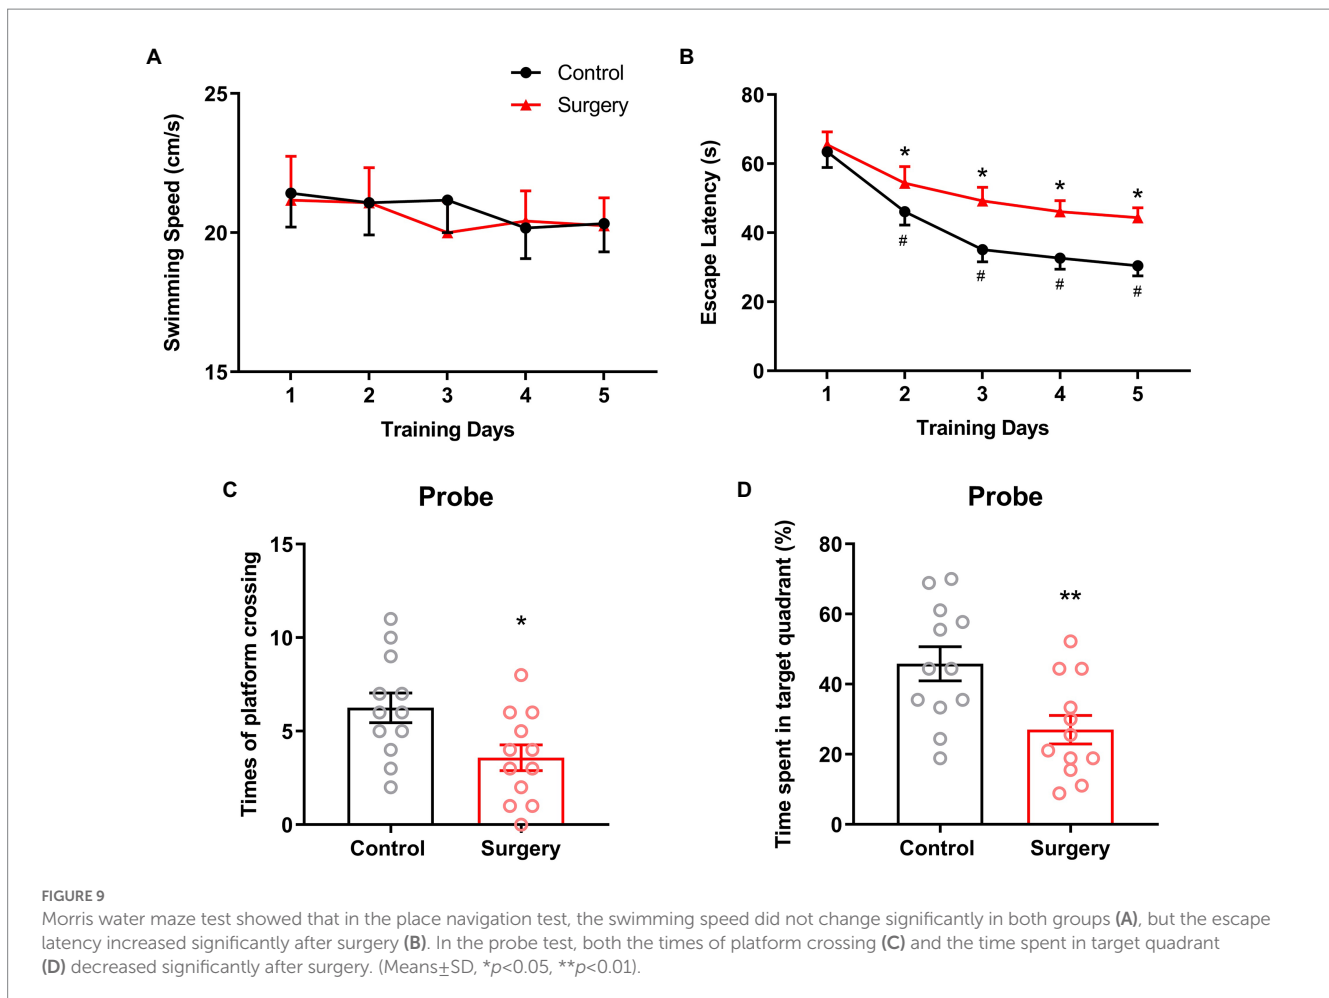 A
Control
Surgery
25
20
15
Swimming Speed (cm/s)
1 2 3 4 5
Training Days
B
80
60
40
20
0
Escape Latency (s)
* * * *
# # # #
1 2 3 4 5
Training Days
C
Probe
15
10
5
0
Times of platform crossing
*
Control Surgery
D
Probe
80
60
40
20
0
Time spent in target quadrant (%)
**
Control Surgery
FIGURE 9
Morris water maze test showed that in the place navigation test, the swimming speed did not change significantly in both groups (A), but the escape
latency increased significantly after surgery (B). In the probe test, both the times of platform crossing (C) and the time spent in target quadrant
(D) decreased significantly after surgery. (Means±SD, *p<0.05, **p<0.01).